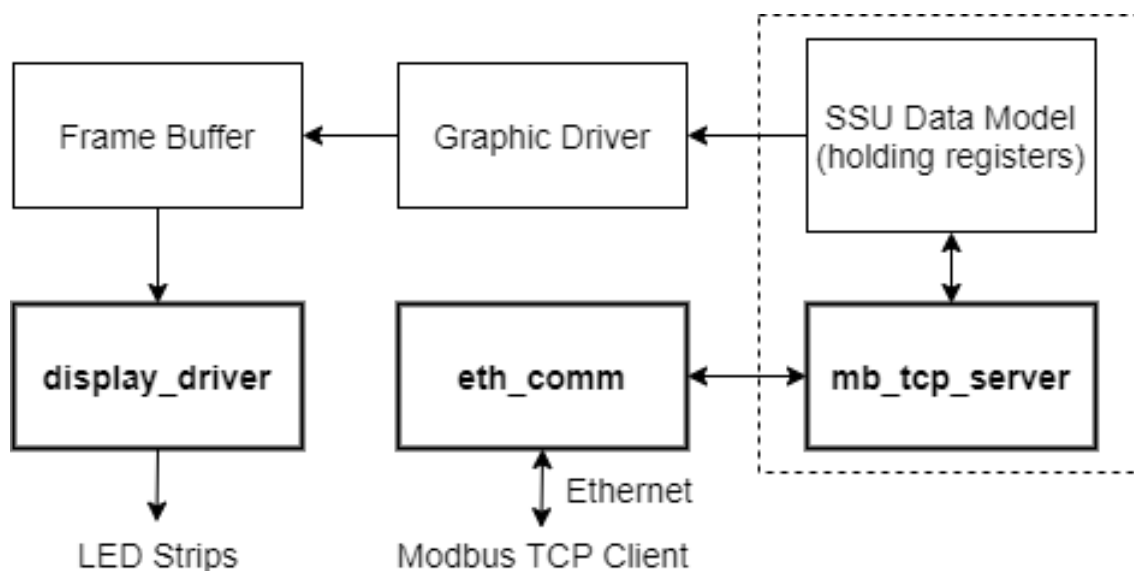 Frame Buffer
Graphic Driver
SSU Data Model
(holding registers)
display_driver
eth_comm
mb_tcp_server
Ethernet
LED Strips
Modbus TCP Client